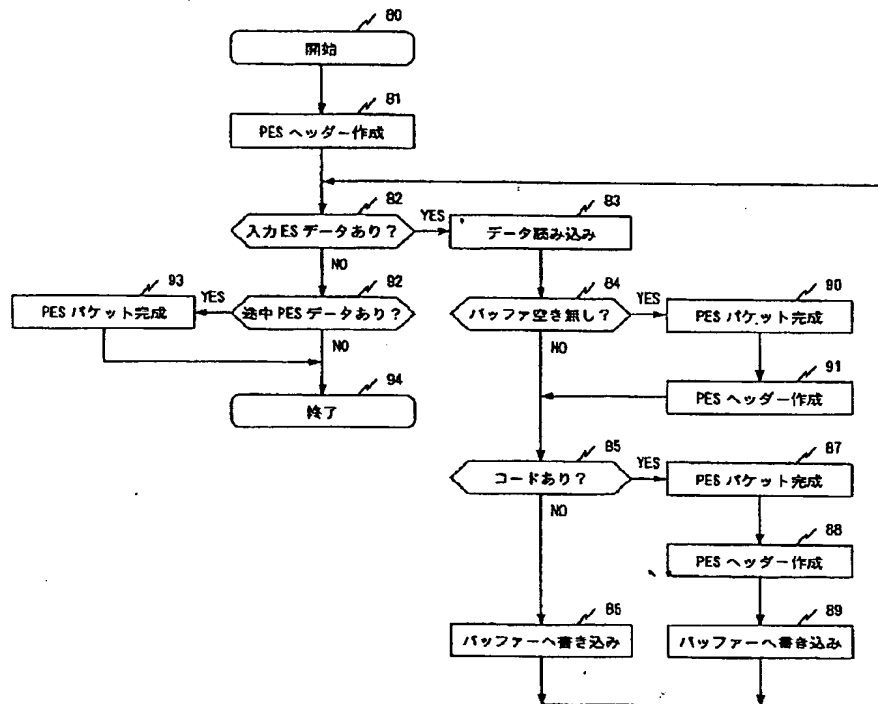 80
開始
81
PES ヘッダー作成
82
入力 ES データあり?
YES
83
データ読み込み
NO
93
PES パケット完成
YES
92
途中 PES データあり?
NO
94
終了
84
バッファ空き無し?
YES
90
PES パケット完成
NO
91
PES ヘッダー作成
85
コードあり?
YES
87
PES パケット完成
NO
88
PES ヘッダー作成
86
バッファーへ書き込み
89
バッファーへ書き込み